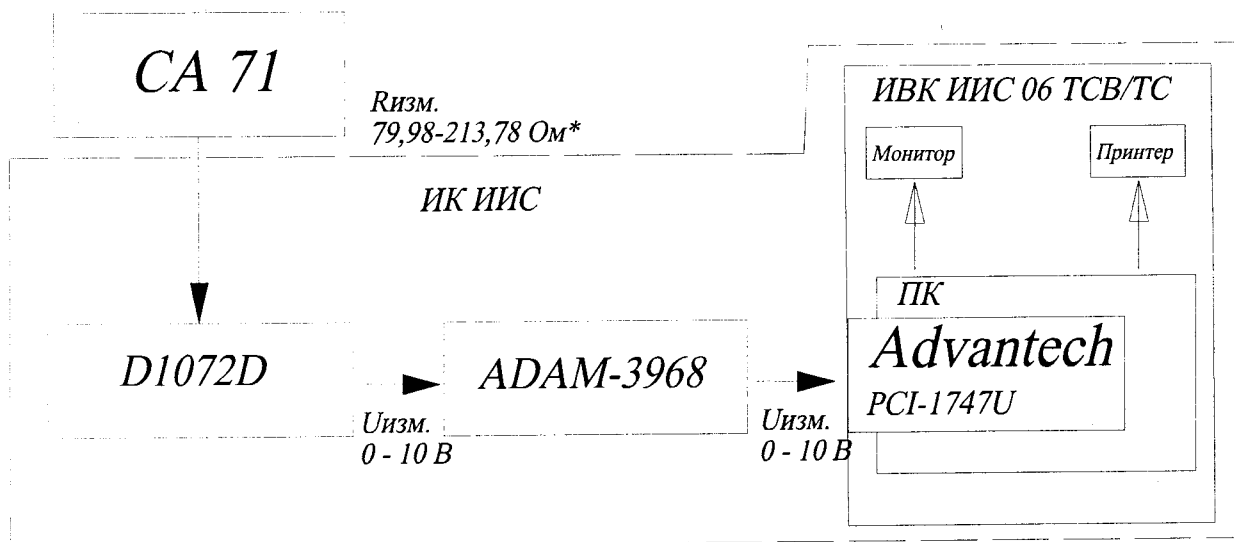 CA 71
Rизм.
79,98-213,78 Ом*
ИВК ИИС 06 ТСВ/ТС
Монитор
Принтер
ИК ИИС
ПК
D1072D
ADAM-3968
Advantech
PCI-1747U
Uизм.
0 - 10 В
Uизм.
0 - 10 В